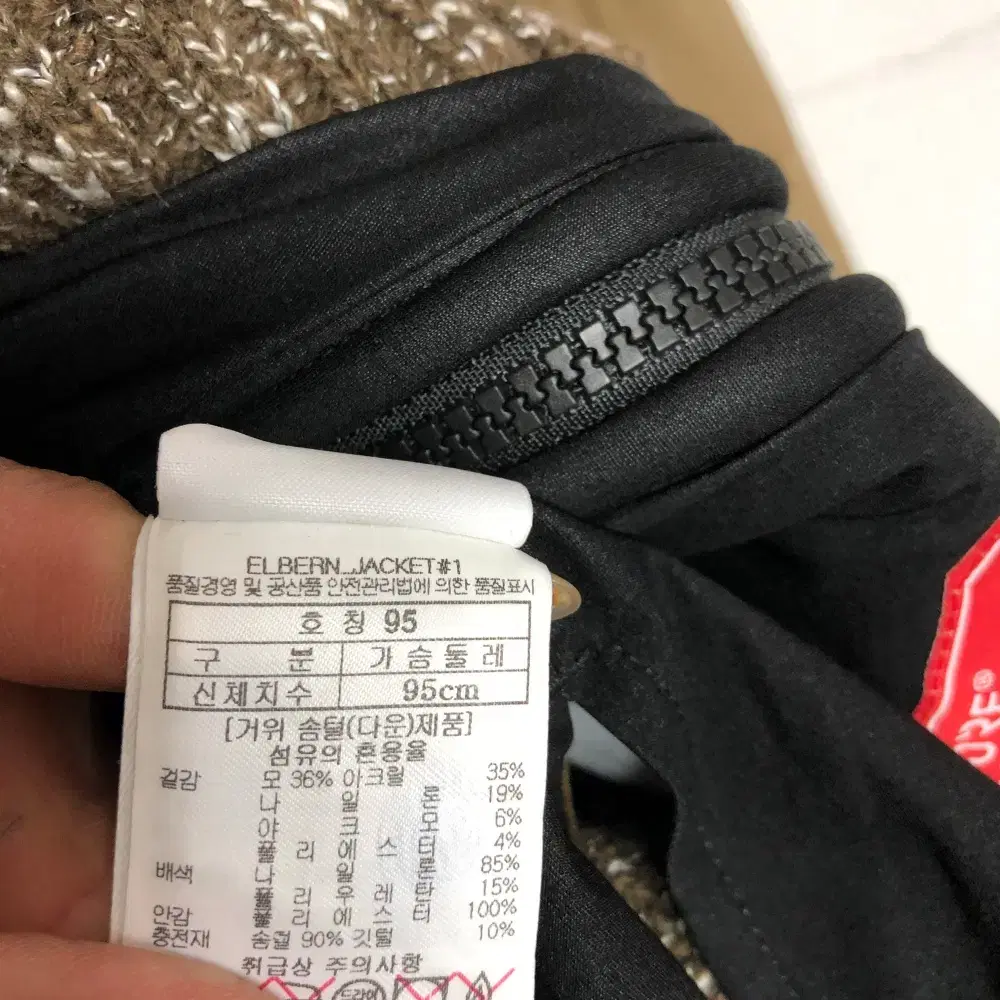 ELBERN_JACKET#1
품질경영 및 공산품 안전관리법에 의한 품질표시
호 칭 95
구 분 가슴둘레
신체치수 95cm
[거위 솜털(다운)제품]
섬유의 혼용율
겉감 모 36% 아크릴 35%
나 일 론 19%
야 크 모 6%
폴 리 에 스 터 4%
배색 나 일 론 85%
폴 리 우 레 탄 15%
안감 폴 리 에 스 터 100%
충전재 솜털 90% 깃털 10%
취급상 주의사항
드라이
URE®